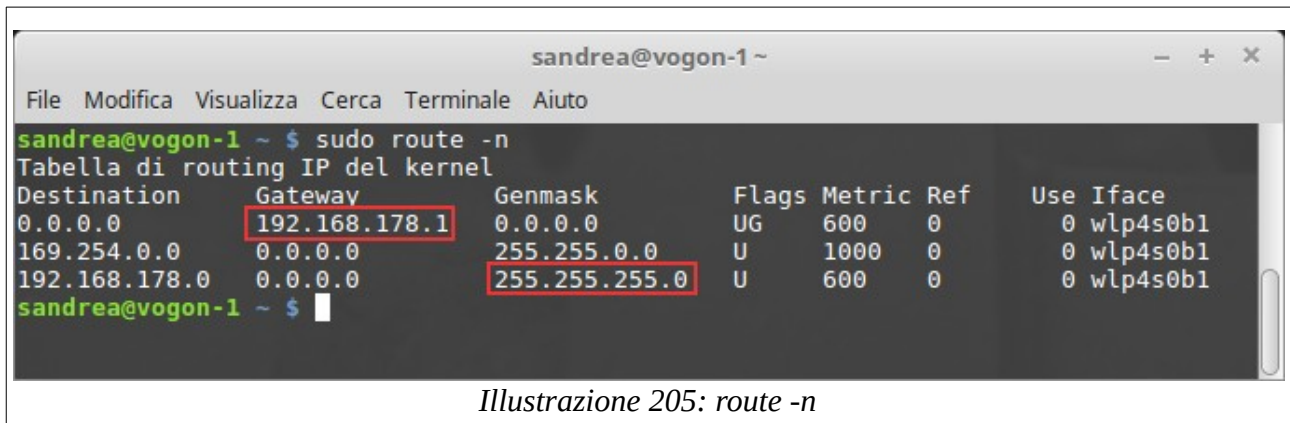 sandrea@vogon-1 ~
File Modifica Visualizza Cerca Terminale Aiuto
sandrea@vogon-1 ~ $ sudo route -n
Tabella di routing IP del kernel
Destination Gateway Genmask Flags Metric Ref Use Iface
0.0.0.0 192.168.178.1 0.0.0.0 UG 600 0 0 wlp4s0b1
169.254.0.0 0.0.0.0 255.255.0.0 U 1000 0 0 wlp4s0b1
192.168.178.0 0.0.0.0 255.255.255.0 U 600 0 0 wlp4s0b1
sandrea@vogon-1 ~ $
Illustrazione 205: route -n